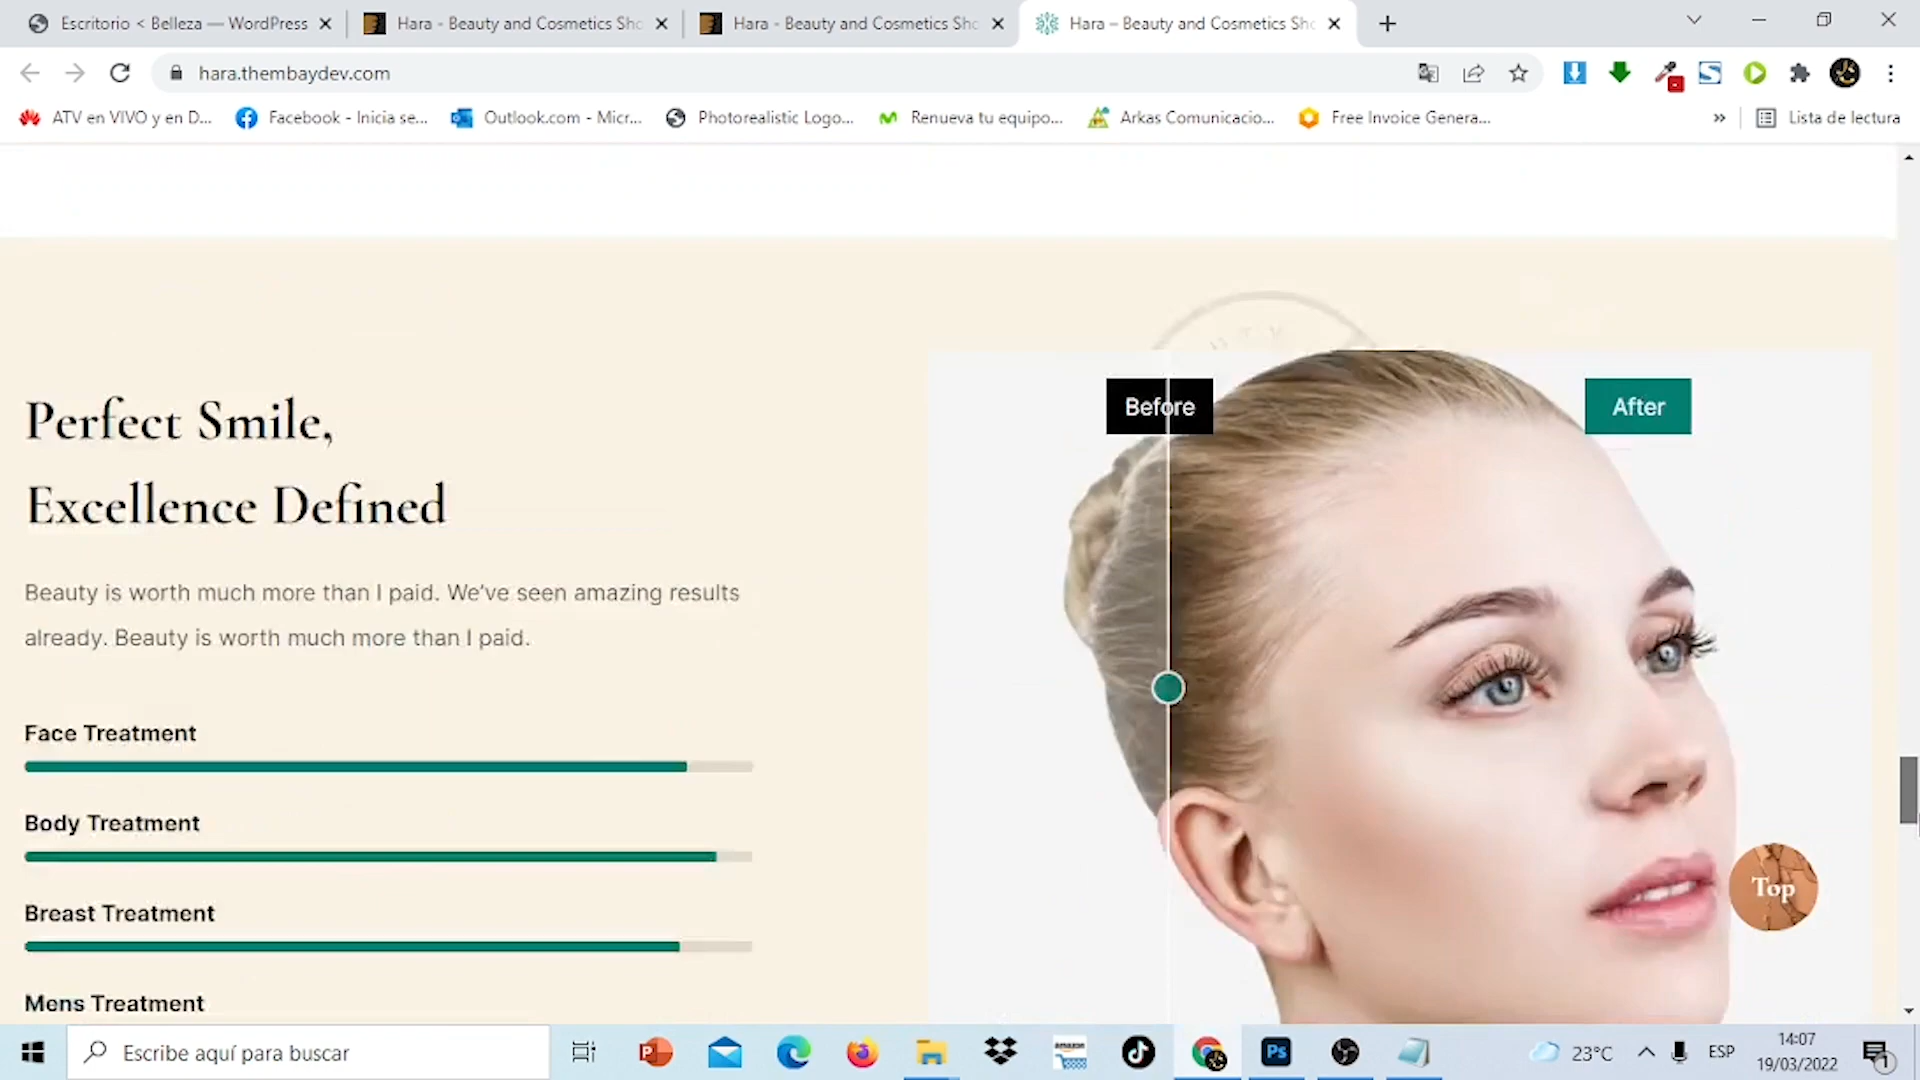 Escritorio < Belleza — WordPress
Hara - Beauty and Cosmetics Sho
Hara - Beauty and Cosmetics Sho
Hara – Beauty and Cosmetics Sho
hara.thembaydev.com
ATV en VIVO y en D...
Facebook - Inicia se...
Outlook.com - Micr...
Photorealistic Logo...
Renueva tu equipo...
Arkas Comunicacio...
Free Invoice Genera...
»
Lista de lectura
Before
After
Perfect Smile,
Excellence Defined
Beauty is worth much more than I paid. We've seen amazing results
already. Beauty is worth much more than I paid.
Face Treatment
Body Treatment
Breast Treatment
Mens Treatment
Top
Escribe aquí para buscar
amazon
Ps
23°C
ESP
14:07
19/03/2022
1